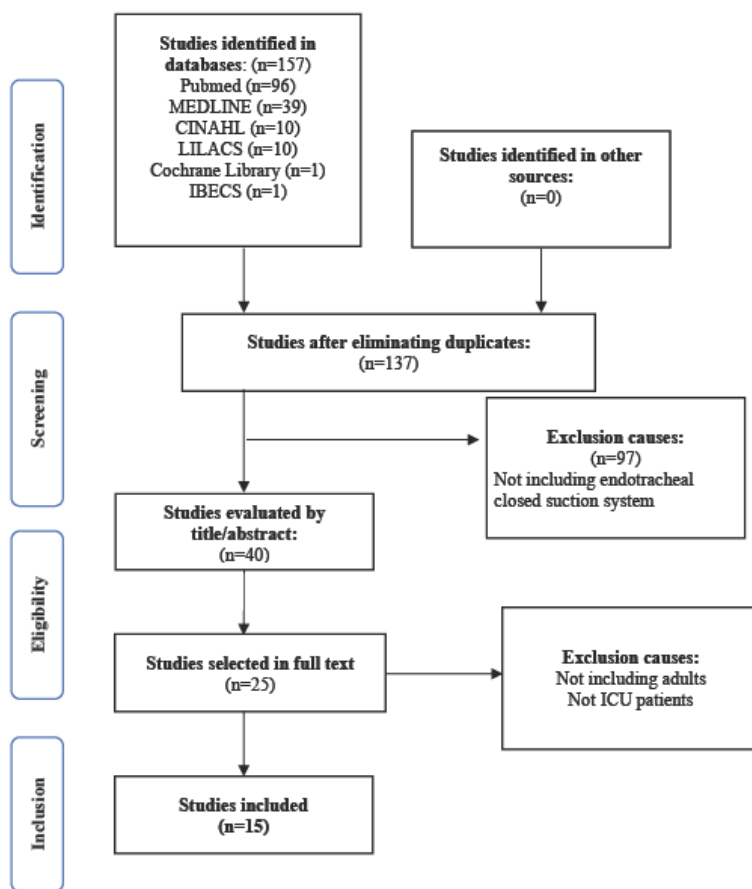 Identification
Studies identified in
databases: (n=157)
Pubmed (n=96)
MEDLINE (n=39)
CINAHL (n=10)
LILACS (n=10)
Cochrane Library (n=1)
IBECS (n=1)
Studies identified in other
sources:
(n=0)
Screening
Studies after eliminating duplicates:
(n=137)
Exclusion causes:
(n=97)
Not including endotracheal
closed suction system
Studies evaluated by
title/abstract:
(n=40)
Eligibility
Studies selected in full text
(n=25)
Exclusion causes:
Not including adults
Not ICU patients
Inclusion
Studies included
(n=15)